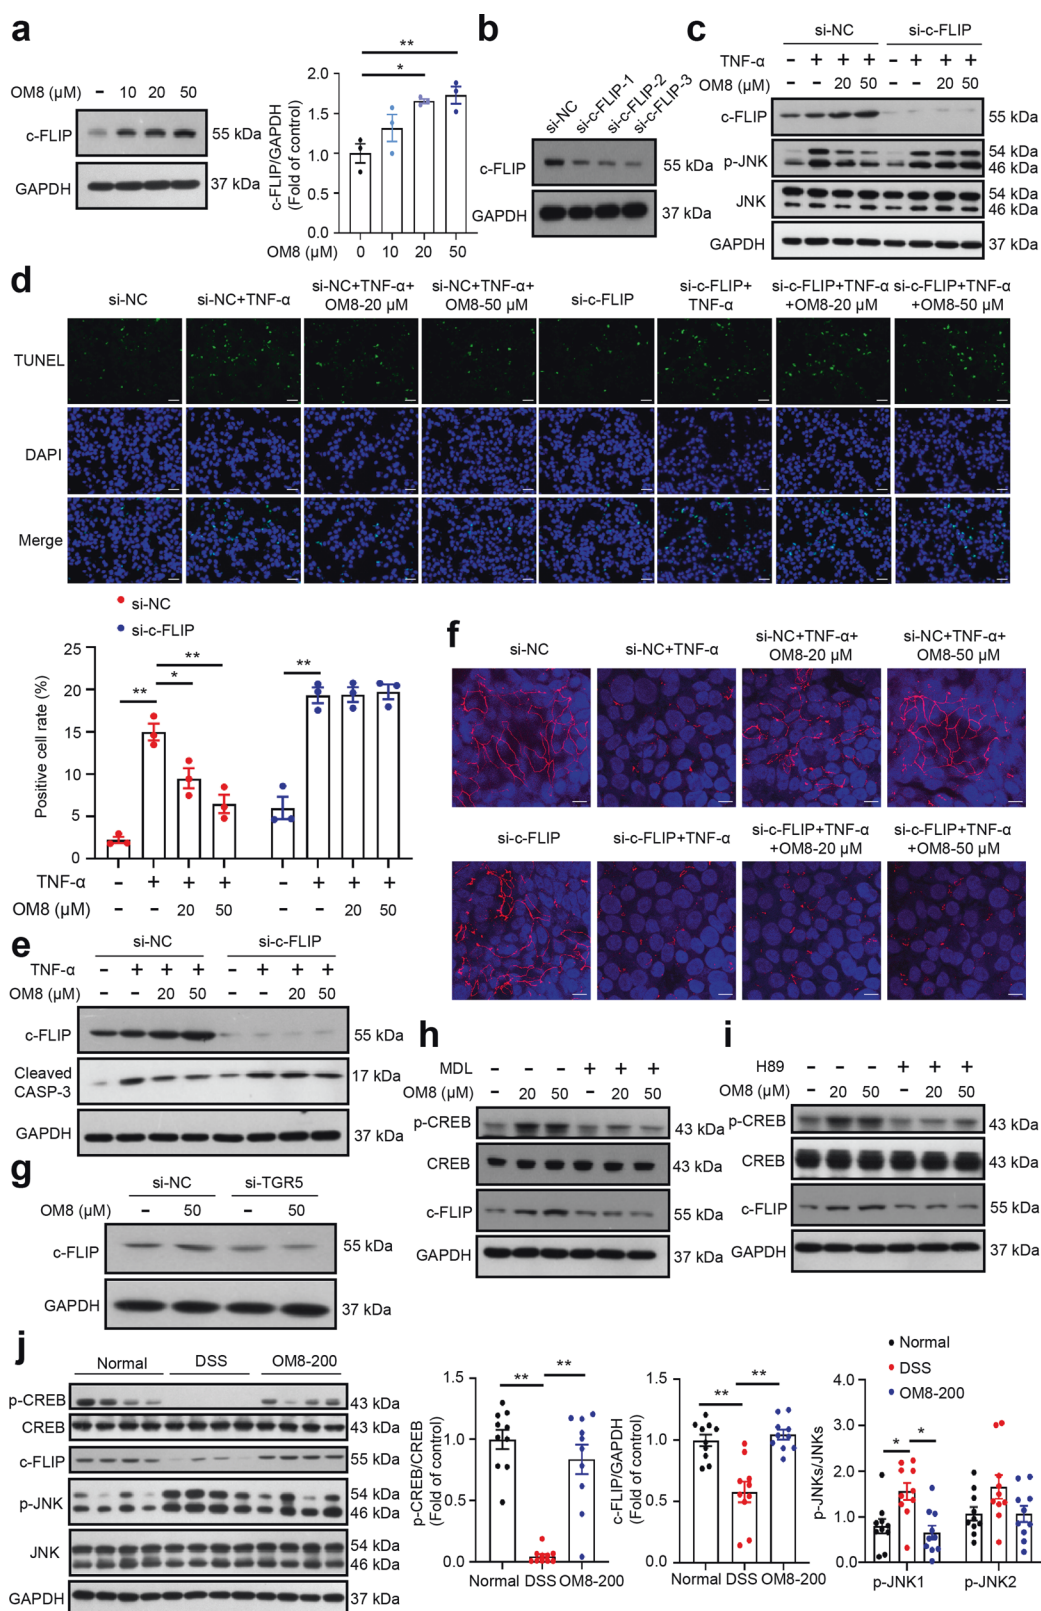 a
OM8 (μM) – 10 20 50
c-FLIP 55 kDa
GAPDH 37 kDa
c-FLIP/GAPDH
(Fold of control)
2.0
1.5
1.0
0.5
0.0
**
*
0 10 20 50
OM8 (μM)
b
si-NC si-c-FLIP-1 si-c-FLIP-2 si-c-FLIP-3
c-FLIP 55 kDa
GAPDH 37 kDa
c
si-NC si-c-FLIP
TNF-α – + + + – + + +
OM8 (μM) 20 50 20 50
c-FLIP 55 kDa
p-JNK 54 kDa
46 kDa
JNK 54 kDa
46 kDa
GAPDH 37 kDa
d
si-NC si-NC+TNF-α si-NC+TNF-α+ OM8-20 μM si-NC+TNF-α+ OM8-50 μM si-c-FLIP si-c-FLIP+ TNF-α si-c-FLIP+TNF-α +OM8-20 μM si-c-FLIP+TNF-α +OM8-50 μM
TUNEL
DAPI
Merge
si-NC
si-c-FLIP
Positive cell rate (%)
25
20
15
10
5
0
** * ** **
TNF-α – + + + – + + +
OM8 (μM) – – 20 50 – – 20 50
f
si-NC si-NC+TNF-α si-NC+TNF-α+ OM8-20 μM si-NC+TNF-α+ OM8-50 μM
si-c-FLIP si-c-FLIP+TNF-α si-c-FLIP+TNF-α +OM8-20 μM si-c-FLIP+TNF-α +OM8-50 μM
e
si-NC si-c-FLIP
TNF-α – + + + – + + +
OM8 (μM) – – 20 50 – – 20 50
c-FLIP 55 kDa
Cleaved
CASP-3 17 kDa
GAPDH 37 kDa
g
si-NC si-TGR5
OM8 (μM) – 50 – 50
c-FLIP 55 kDa
GAPDH 37 kDa
h
MDL – – – + + +
OM8 (μM) – 20 50 – 20 50
p-CREB 43 kDa
CREB 43 kDa
c-FLIP 55 kDa
GAPDH 37 kDa
i
H89 – – – + + +
OM8 (μM) – 20 50 – 20 50
p-CREB 43 kDa
CREB 43 kDa
c-FLIP 55 kDa
GAPDH 37 kDa
j
Normal DSS OM8-200
p-CREB 43 kDa
CREB 43 kDa
c-FLIP 55 kDa
p-JNK 54 kDa
46 kDa
JNK 54 kDa
46 kDa
GAPDH 37 kDa
p-CREB/CREB
(Fold of control)
1.5
1.0
0.5
0.0
** **
Normal DSS OM8-200
c-FLIP/GAPDH
(Fold of control)
1.5
1.0
0.5
0.0
** **
Normal DSS OM8-200
Normal
DSS
OM8-200
p-JNKs/JNKs
4.0
3.0
2.0
1.0
0.0
* *
p-JNK1 p-JNK2